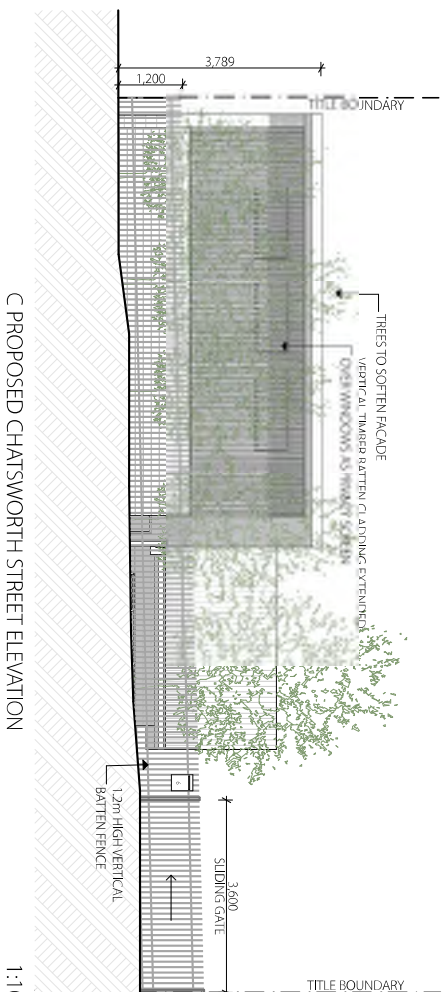 3,789
1,200
TITLE BOUNDARY
TREES TO SOFTEN FACADE
VERTICAL TIMBER BATTEN CLADDING EXTENDED
OVER WINDOWS AS PRIVACY SCREEN
1.2m HIGH VERTICAL
BATTEN FENCE
6
3,600
SLIDING GATE
TITLE BOUNDARY
C PROPOSED CHATSWORTH STREET ELEVATION